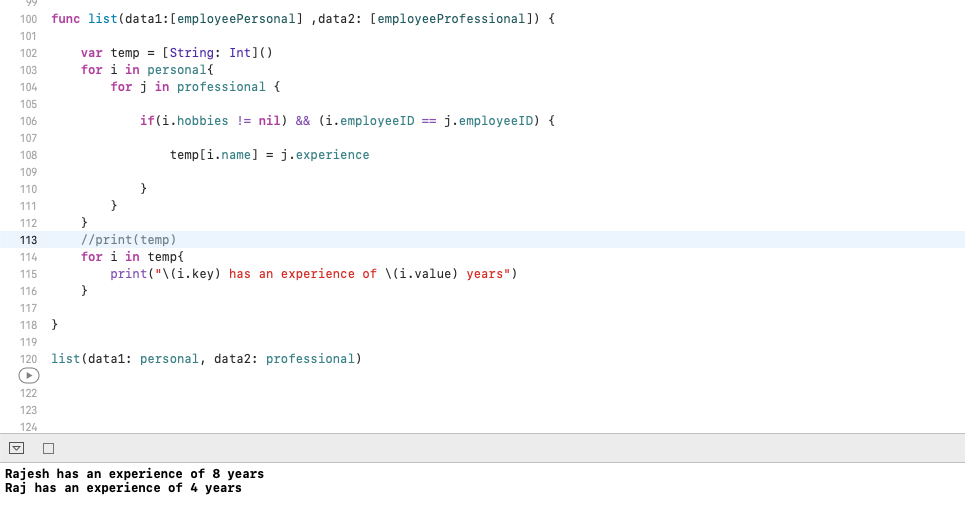 99
100 func list(data1:[employeePersonal] ,data2: [employeeProfessional]) {
101
102 var temp = [String: Int]()
103 for i in personal{
104 for j in professional {
105
106 if(i.hobbies != nil) && (i.employeeID == j.employeeID) {
107
108 temp[i.name] = j.experience
109
110 }
111 }
112 }
113 //print(temp)
114 for i in temp{
115 print("\(i.key) has an experience of \(i.value) years")
116 }
117
118 }
119
120 list(data1: personal, data2: professional)
122
123
124
Rajesh has an experience of 8 years
Raj has an experience of 4 years